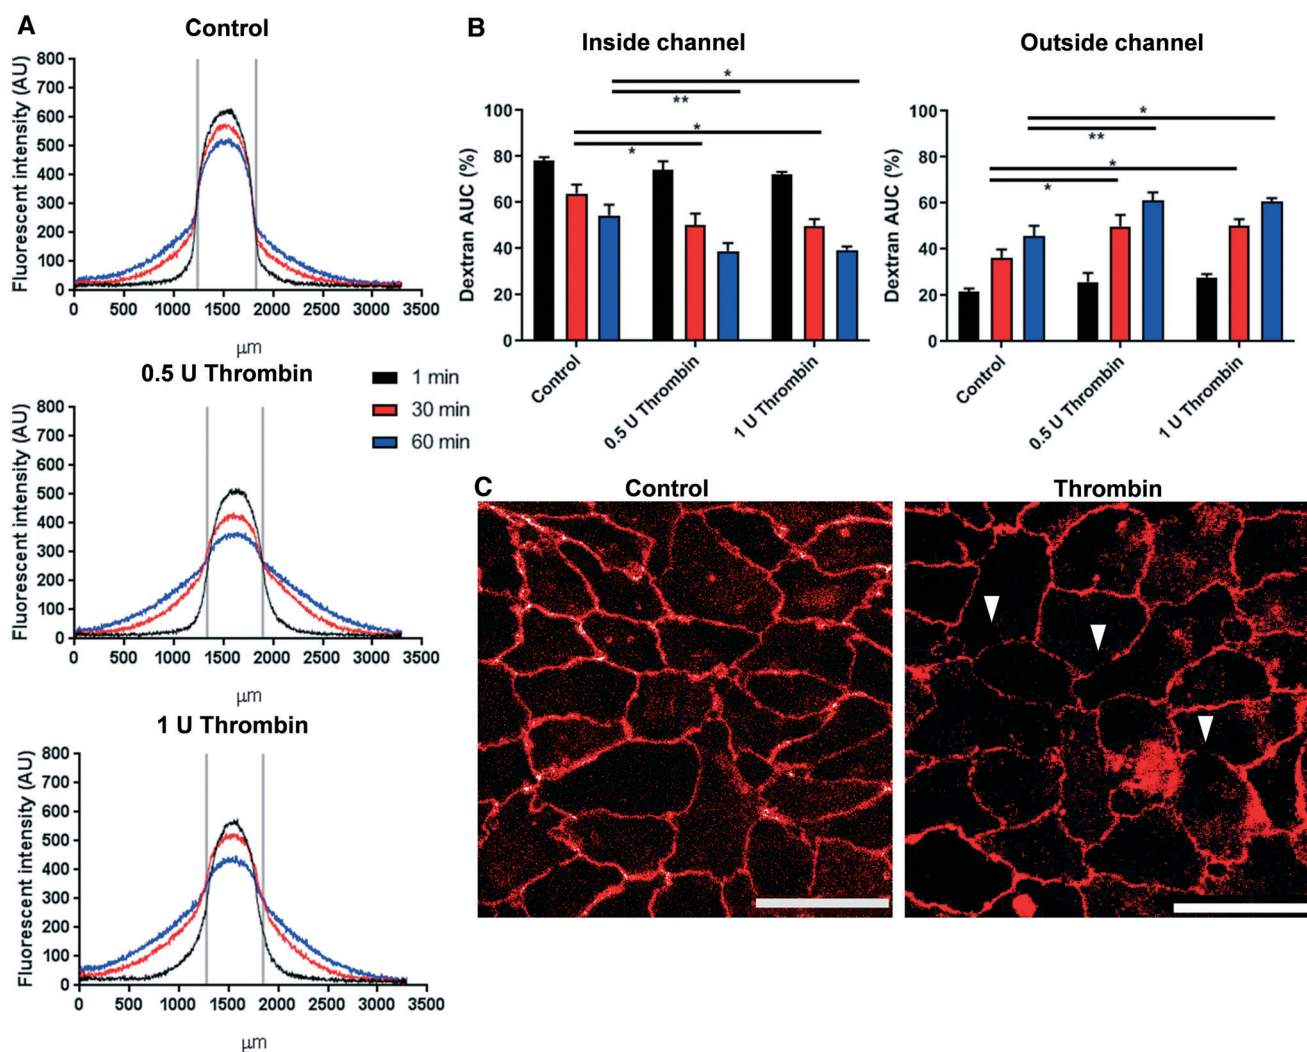 A
Control
Fluorescent intensity (AU)
800
700
600
500
400
300
200
100
0
0 500 1000 1500 2000 2500 3000 3500
μm
0.5 U Thrombin
Fluorescent intensity (AU)
800
700
600
500
400
300
200
100
0
0 500 1000 1500 2000 2500 3000 3500
μm
1 U Thrombin
Fluorescent intensity (AU)
800
700
600
500
400
300
200
100
0
0 500 1000 1500 2000 2500 3000 3500
μm
1 min
30 min
60 min
B
Inside channel
*
**
*
*
Dextran AUC (%)
100
80
60
40
20
0
Control
0.5 U Thrombin
1 U Thrombin
Outside channel
*
**
*
*
Dextran AUC (%)
100
80
60
40
20
0
Control
0.5 U Thrombin
1 U Thrombin
C
Control
Thrombin